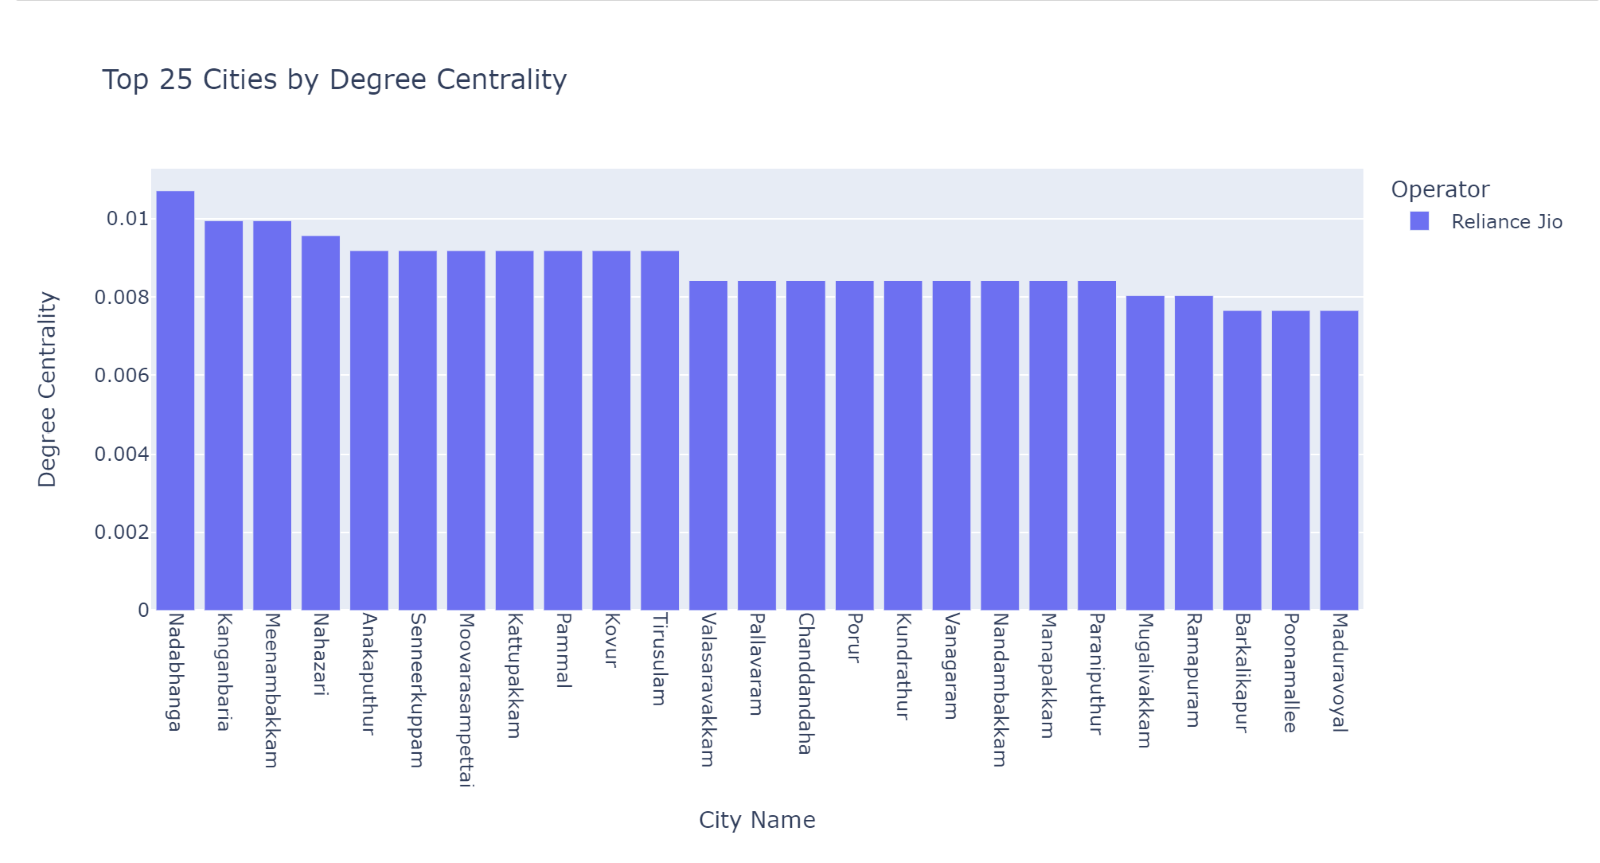 Top 25 Cities by Degree Centrality
Operator
Reliance Jio
Degree Centrality
0.01
0.008
0.006
0.004
0.002
0
Nadabhanga
Kanganbaria
Meenambakkam
Nahazari
Anakaputhur
Senneerkuppam
Moovarasampettai
Kattupakkam
Pammal
Kovur
Tirusulam
Valasaravakkam
Pallavaram
Chanddandaha
Porur
Kundrathur
Vanagaram
Nandambakkam
Manapakkam
Paraniputhur
Mugalivakkam
Ramapuram
Barkalikapur
Poonamallee
Maduravoyal
City Name